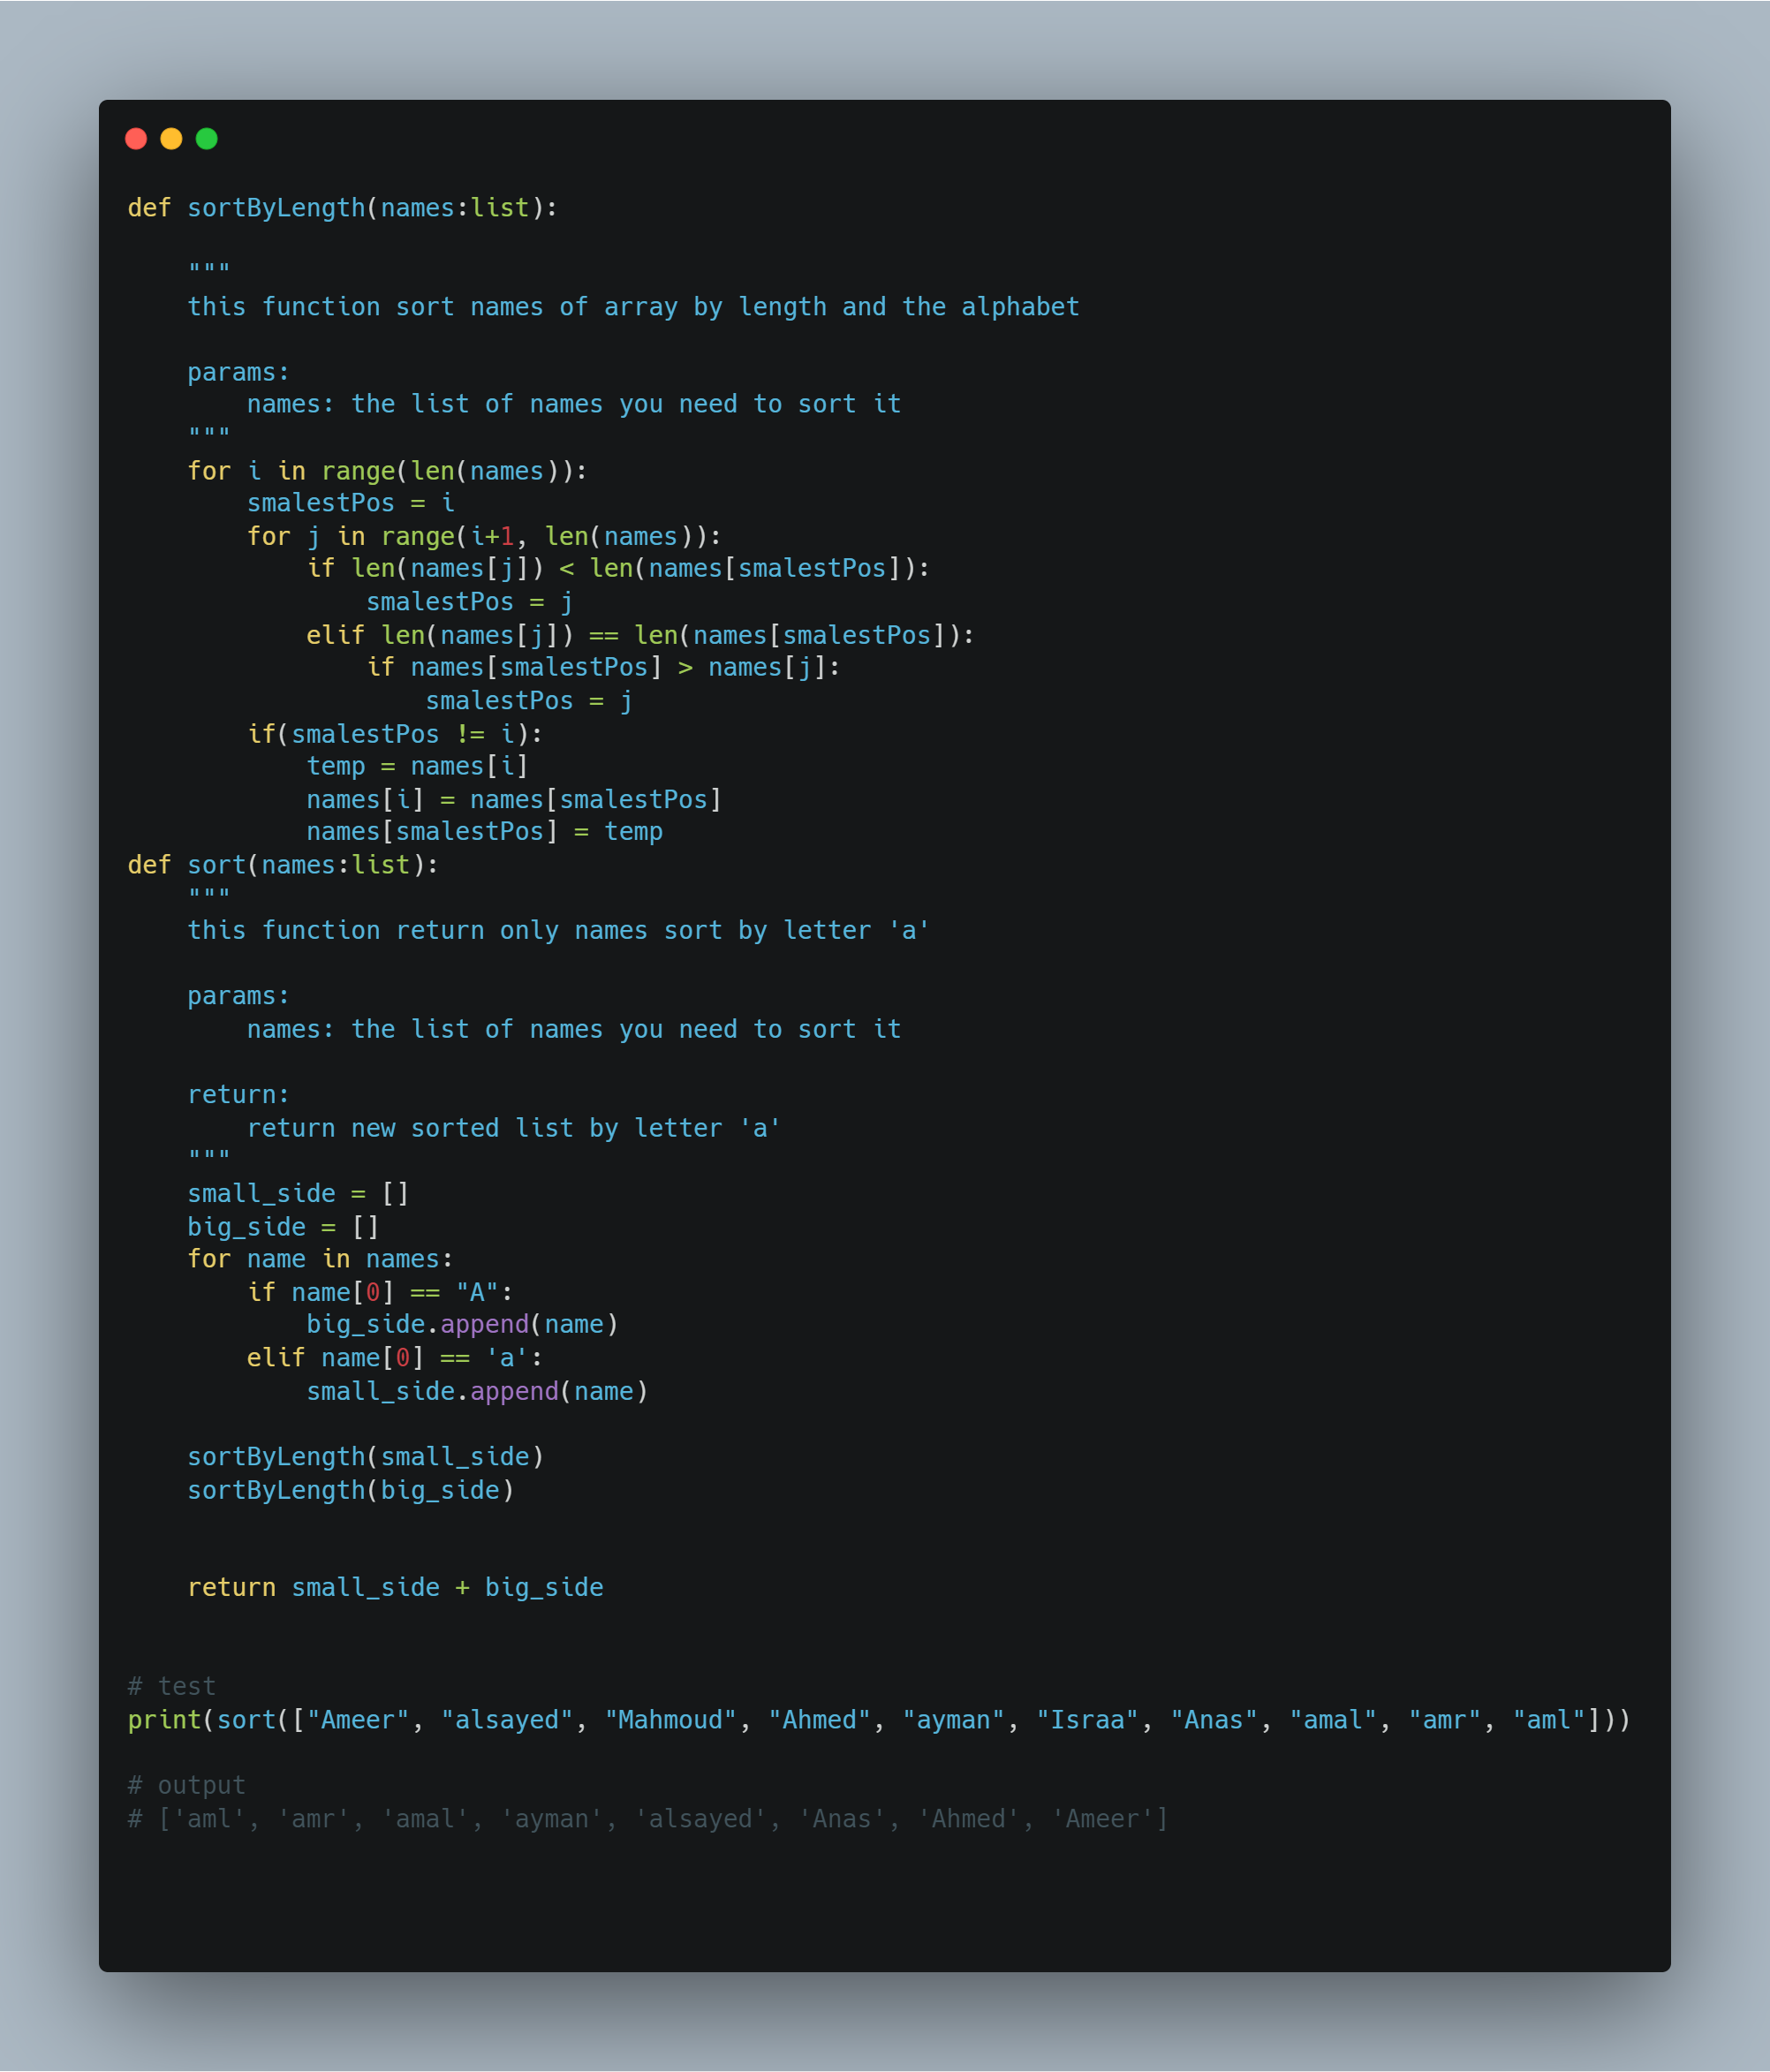 def sortByLength(names:list):

    """
    this function sort names of array by length and the alphabet

    params:
        names: the list of names you need to sort it
    """
    for i in range(len(names)):
        smalestPos = i
        for j in range(i+1, len(names)):
            if len(names[j]) < len(names[smalestPos]):
                smalestPos = j
            elif len(names[j]) == len(names[smalestPos]):
                if names[smalestPos] > names[j]:
                    smalestPos = j
        if(smalestPos != i):
            temp = names[i]
            names[i] = names[smalestPos]
            names[smalestPos] = temp
def sort(names:list):
    """
    this function return only names sort by letter 'a'

    params:
        names: the list of names you need to sort it

    return:
        return new sorted list by letter 'a'
    """
    small_side = []
    big_side = []
    for name in names:
        if name[0] == "A":
            big_side.append(name)
        elif name[0] == 'a':
            small_side.append(name)

    sortByLength(small_side)
    sortByLength(big_side)


    return small_side + big_side


# test
print(sort(["Ameer", "alsayed", "Mahmoud", "Ahmed", "ayman", "Israa", "Anas", "amal", "amr", "aml"]))

# output
# ['aml', 'amr', 'amal', 'ayman', 'alsayed', 'Anas', 'Ahmed', 'Ameer']